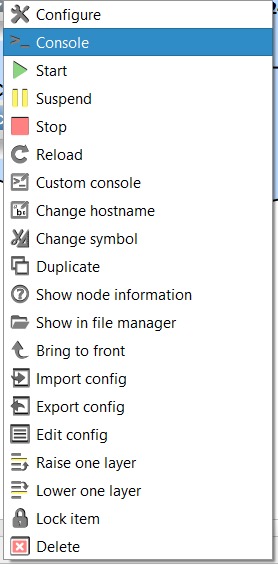 Configure
Console
Start
Suspend
Stop
Reload
Custom console
Change hostname
Change symbol
Duplicate
Show node information
Show in file manager
Bring to front
Import config
Export config
Edit config
Raise one layer
Lower one layer
Lock item
Delete